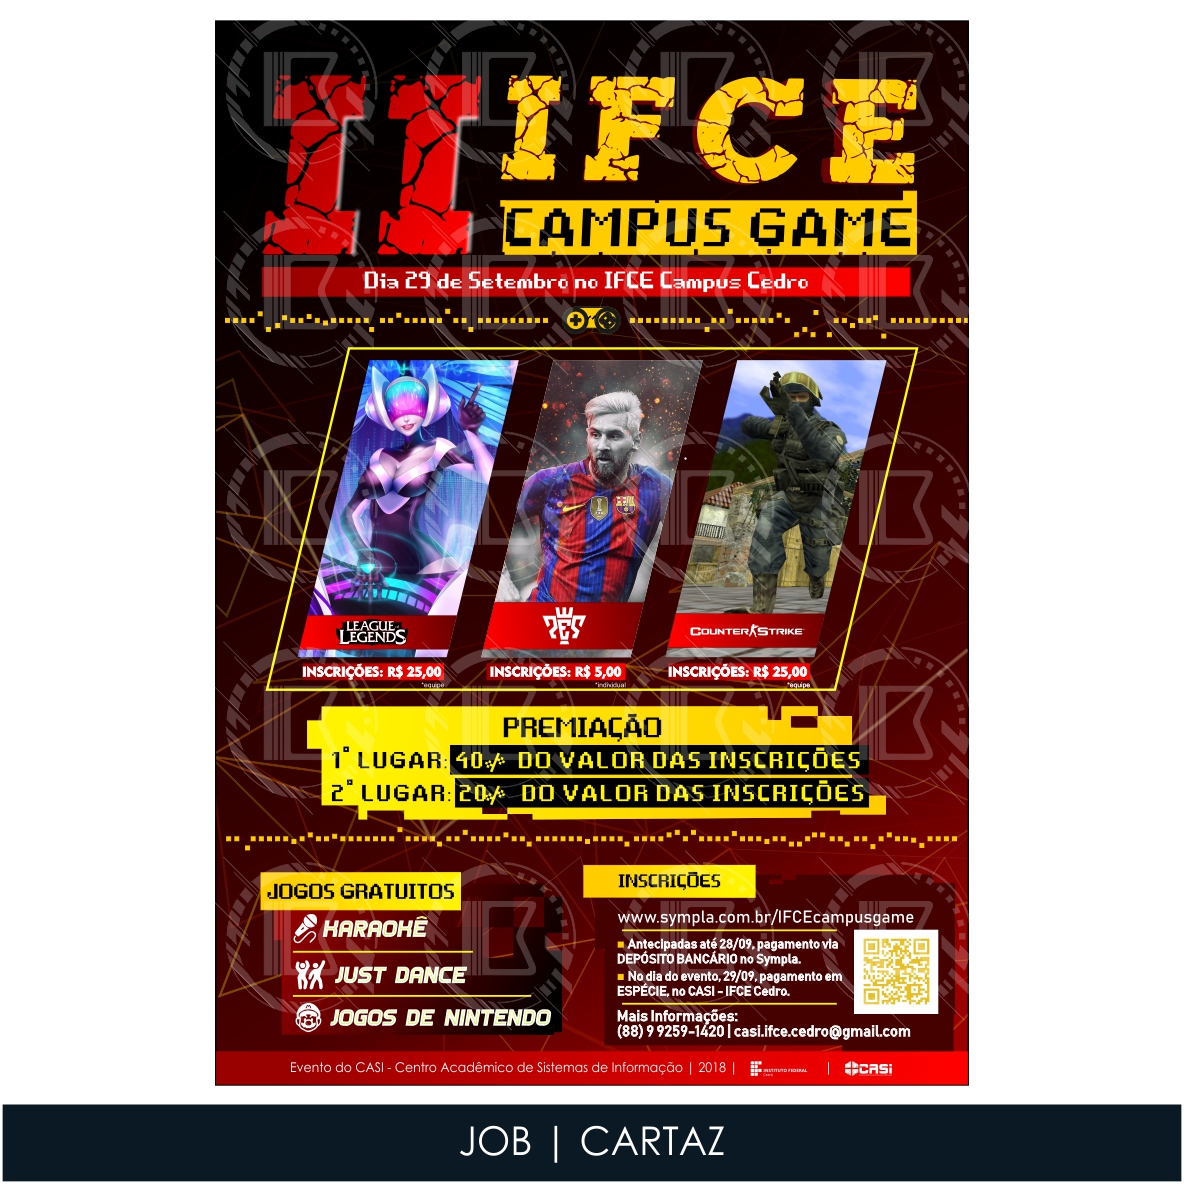 II IFCE
CAMPUS GAME
Dia 29 de Setembro no IFCE Campus Cedro
LEAGUE OF LEGENDS
PES
COUNTER STRIKE
INSCRIÇÕES: R$ 25,00
*equipe
INSCRIÇÕES: R$ 5,00
*individual
INSCRIÇÕES: R$ 25,00
*equipe
PREMIAÇÃO
1° LUGAR: 40% DO VALOR DAS INSCRIÇÕES
2° LUGAR: 20% DO VALOR DAS INSCRIÇÕES
JOGOS GRATUITOS
KARAOKÊ
JUST DANCE
JOGOS DE NINTENDO
INSCRIÇÕES
www.sympla.com.br/IFCEcampusgame
Antecipadas até 28/09, pagamento via
DEPÓSITO BANCÁRIO no Sympla.
No dia do evento, 29/09, pagamento em
ESPÉCIE, no CASI - IFCE Cedro.
Mais Informações:
(88) 9 9259-1420 | casi.ifce.cedro@gmail.com
Evento do CASI - Centro Acadêmico de Sistemas de Informação | 2018 | INSTITUTO FEDERAL | CASi
Ceará
JOB | CARTAZ